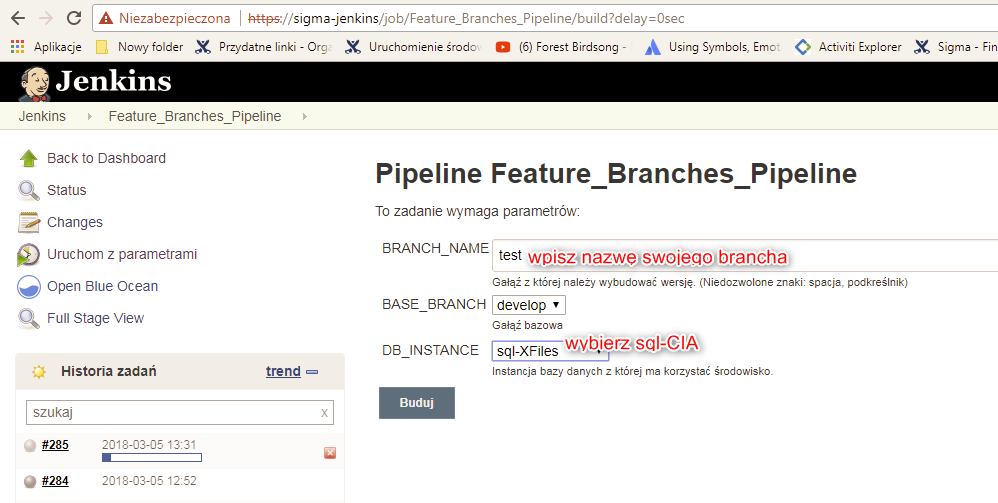 Niezabezpieczona | https://sigma-jenkins/job/Feature_Branches_Pipeline/build?delay=0sec
Aplikacje Nowy folder Przydatne linki - Orga Uruchomienie środow (6) Forest Birdsong - Using Symbols, Emot Activiti Explorer Sigma - Fin
Jenkins
Jenkins Feature_Branches_Pipeline
Back to Dashboard
Status
Changes
Uruchom z parametrami
Open Blue Ocean
Full Stage View
Historia zadań trend
szukaj x
#285 2018-03-05 13:31
#284 2018-03-05 12:52
Pipeline Feature_Branches_Pipeline
To zadanie wymaga parametrów:
BRANCH_NAME test wpisz nazwę swojego brancha
Gałąź z której należy wybudować wersję. (Niedozwolone znaki: spacja, podkreślnik)
BASE_BRANCH develop
Gałąź bazowa
DB_INSTANCE sql-XFiles wybierz sql-CIA
Instancja bazy danych z której ma korzystać środowisko.
Buduj